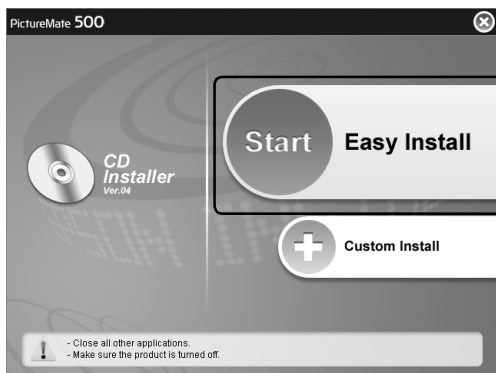 PictureMate 500
Start
Easy Install
CD
Installer
Ver.04
Custom Install
- Close all other applications.
- Make sure the product is turned off.